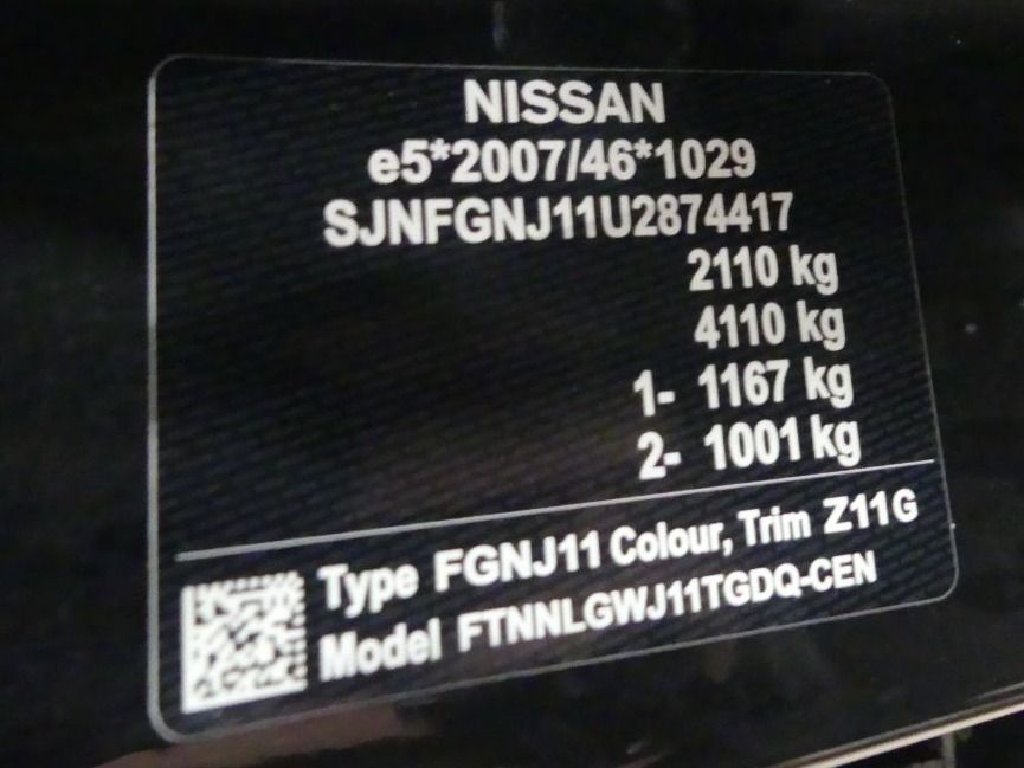 NISSAN
e5*2007/46*1029
SJNFGNJ11U2874417
2110 kg
4110 kg
1- 1167 kg
2- 1001 kg
Type FGNJ11 Colour, Trim Z11G
Model FTNNLGWJ11TGDQ-CEN